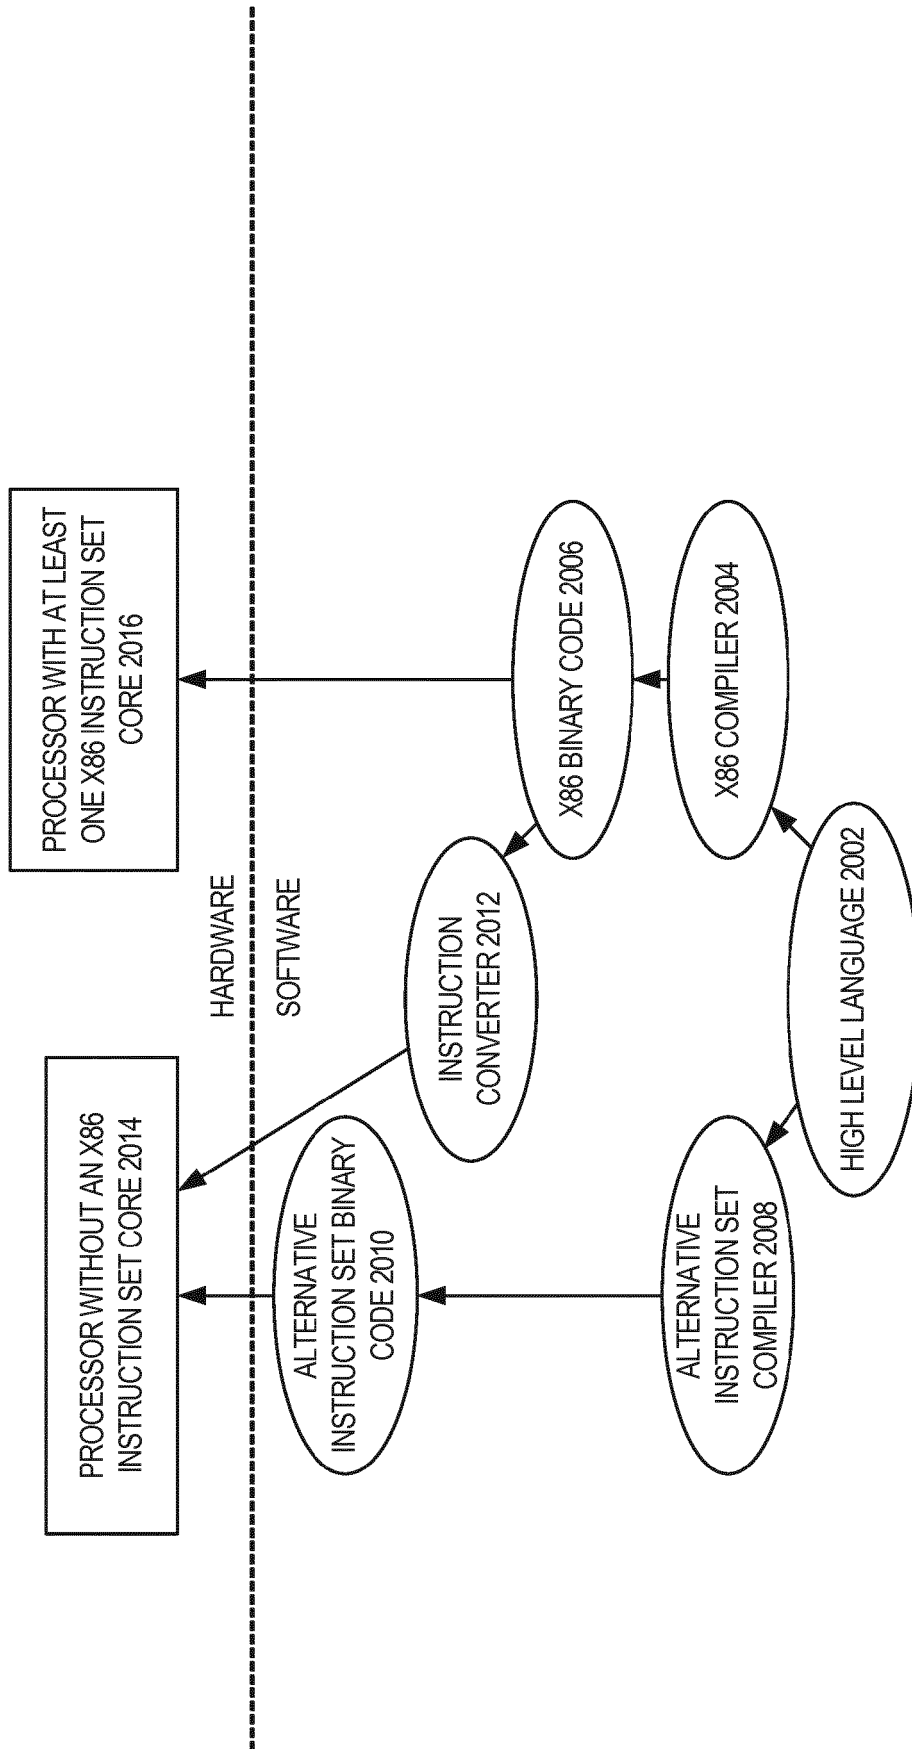 PROCESSOR WITHOUT AN X86
INSTRUCTION SET CORE 2014
PROCESSOR WITH AT LEAST
ONE X86 INSTRUCTION SET
CORE 2016
HARDWARE
SOFTWARE
ALTERNATIVE
INSTRUCTION SET BINARY
CODE 2010
INSTRUCTION
CONVERTER 2012
X86 BINARY CODE 2006
ALTERNATIVE
INSTRUCTION SET
COMPILER 2008
X86 COMPILER 2004
HIGH LEVEL LANGUAGE 2002